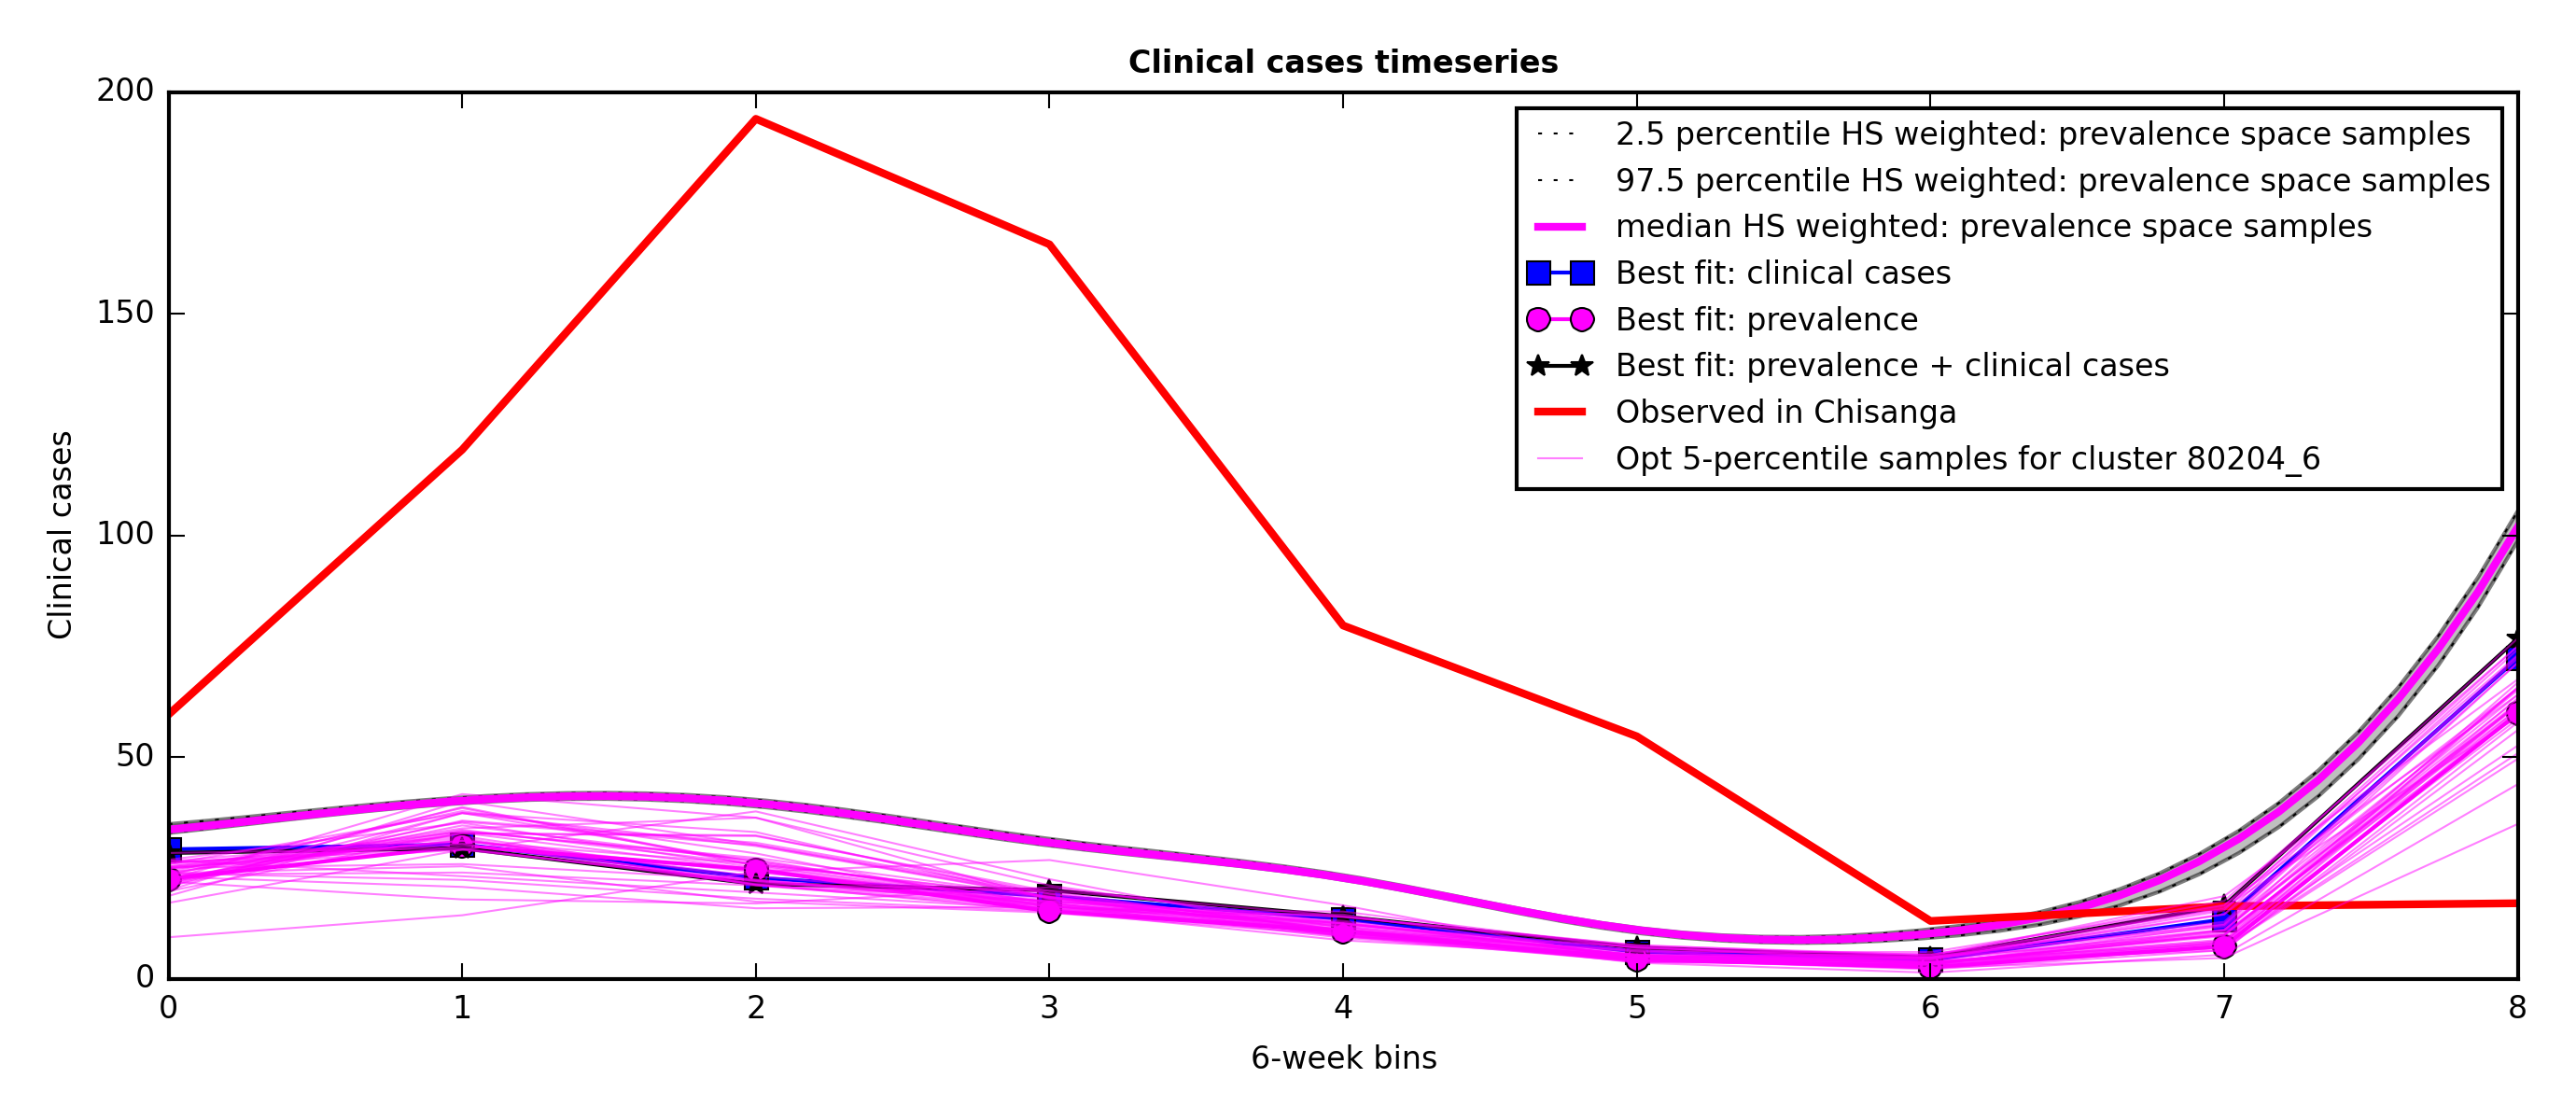 Clinical cases timeseries
200
150
100
50
0
Clinical cases
2.5 percentile HS weighted: prevalence space samples
97.5 percentile HS weighted: prevalence space samples
median HS weighted: prevalence space samples
Best fit: clinical cases
Best fit: prevalence
Best fit: prevalence + clinical cases
Observed in Chisanga
Opt 5-percentile samples for cluster 80204_6
0 1 2 3 4 5 6 7 8
6-week bins